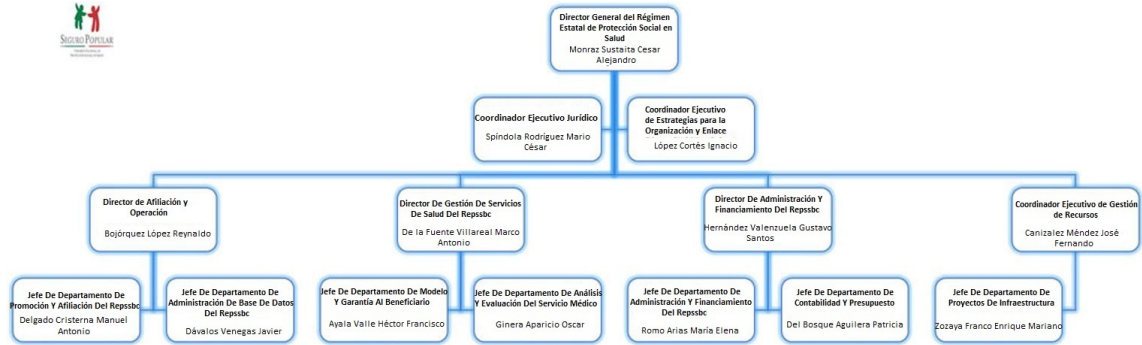 SEGURO POPULAR
Director General del Régimen
Estatal de Protección Social en
Salud
Monraz Sustaita Cesar
Alejandro
Coordinador Ejecutivo Jurídico
Spíndola Rodríguez Mario
César
Coordinador Ejecutivo
de Estrategias para la
Organización y Enlace
López Cortés Ignacio
Director de Afiliación y
Operación
Bojórquez López Reynaldo
Director De Gestión De Servicios
De Salud Del Repssbc
De la Fuente Villareal Marco
Antonio
Director De Administración Y
Financiamiento Del Repssbc
Hernández Valenzuela Gustavo
Santos
Coordinador Ejecutivo de Gestión
de Recursos
Canizalez Méndez José
Fernando
Jefe De Departamento De
Promoción Y Afiliación Del Repssbc
Delgado Cristerna Manuel
Antonio
Jefe De Departamento De
Administración De Base De Datos
Del Repssbc
Dávalos Venegas Javier
Jefe De Departamento De Modelo
Y Garantía Al Beneficiario
Ayala Valle Héctor Francisco
Jefe De Departamento De Análisis
Y Evaluación Del Servicio Médico
Ginera Aparicio Oscar
Jefe De Departamento De
Administración Y Financiamiento
Del Repssbc
Romo Arias María Elena
Jefe De Departamento De
Contabilidad Y Presupuesto
Del Bosque Aguilera Patricia
Jefe De Departamento De
Proyectos De Infraestructura
Zozaya Franco Enrique Mariano